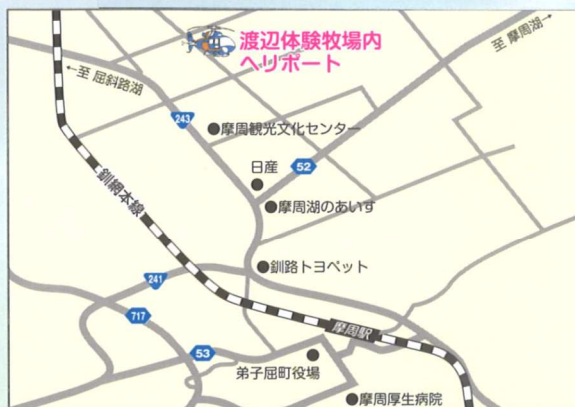 渡辺体験牧場内
ヘリポート
至 摩周湖→
←至 屈斜路湖
243
●摩周観光文化センター
日産
52
釧網本線
●摩周湖のあいす
●釧路トヨペット
241
717
摩周駅
53
弟子屈町役場
●摩周厚生病院